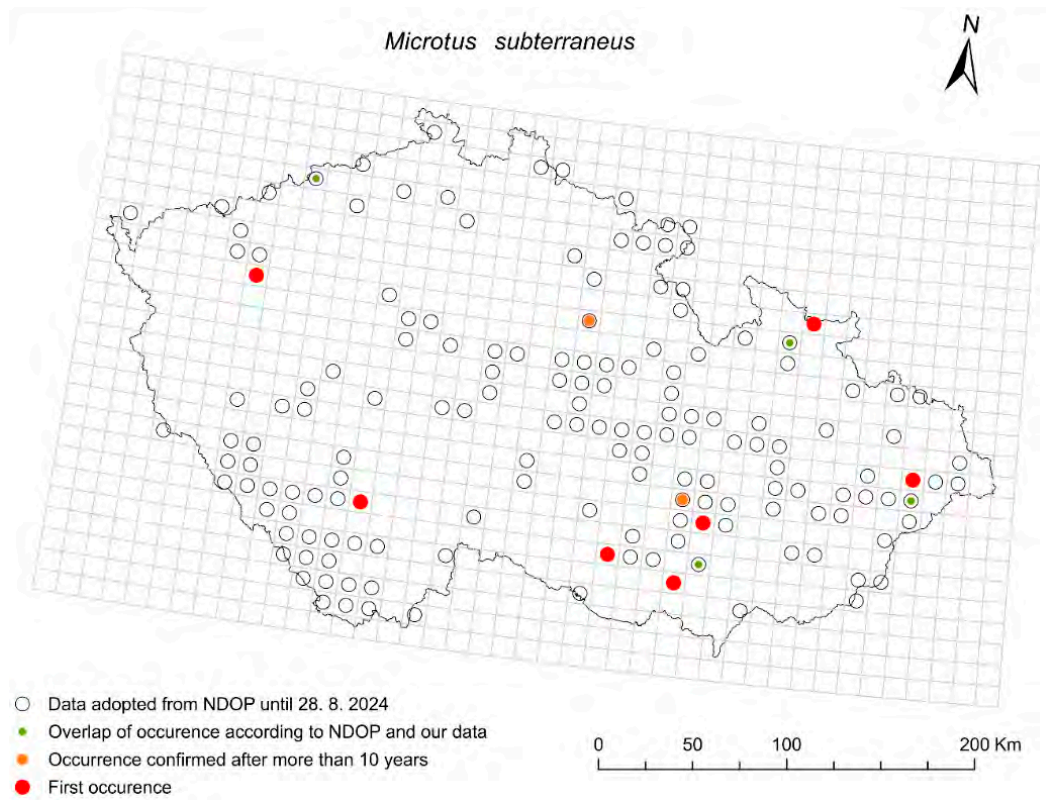 Microtus subterraneus
N
Data adopted from NDOP until 28. 8. 2024
Overlap of occurence according to NDOP and our data
Occurrence confirmed after more than 10 years
First occurence
0 50 100 200 Km